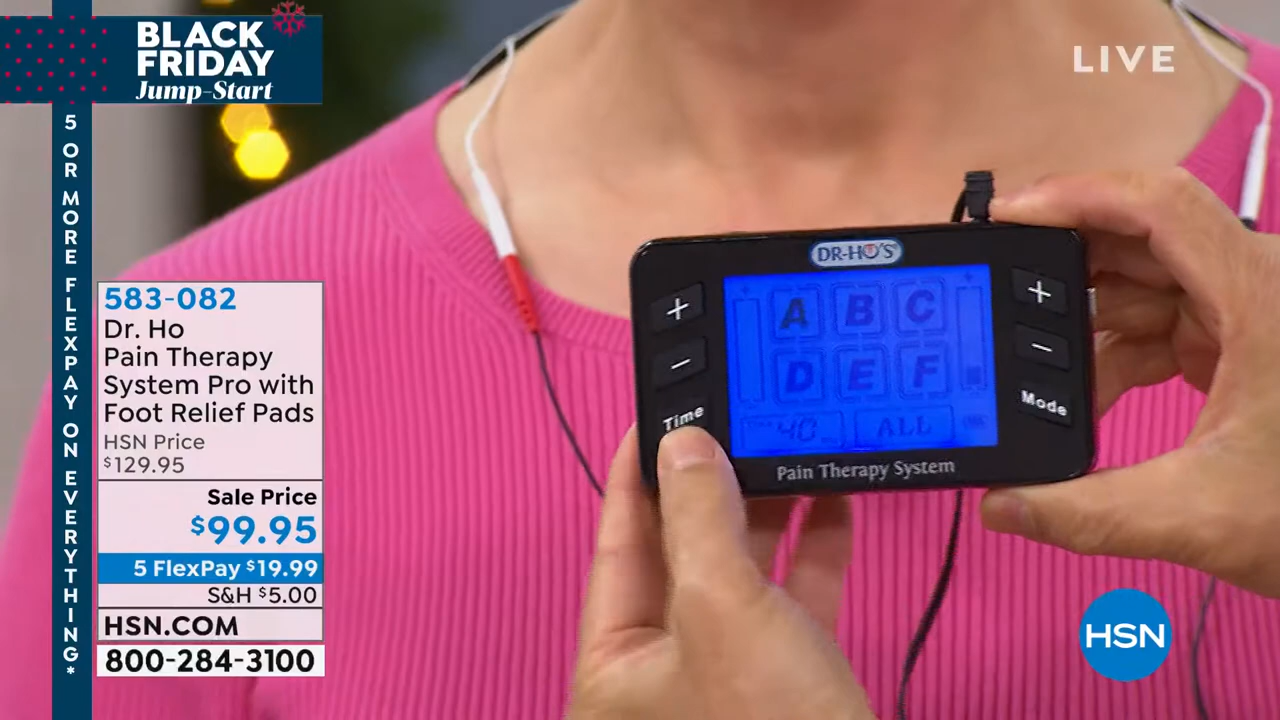 BLACK
FRIDAY
Jump-Start
LIVE
5 OR MORE FLEXPAY ON EVERYTHING*
583-082
Dr. Ho
Pain Therapy
System Pro with
Foot Relief Pads
HSN Price
$129.95
Sale Price
$99.95
5 FlexPay $19.99
S&H $5.00
HSN.COM
800-284-3100
DR-HO'S®
+ +
A B C
- -
D E F
Time
Mode
40 ALL
Pain Therapy System
HSN